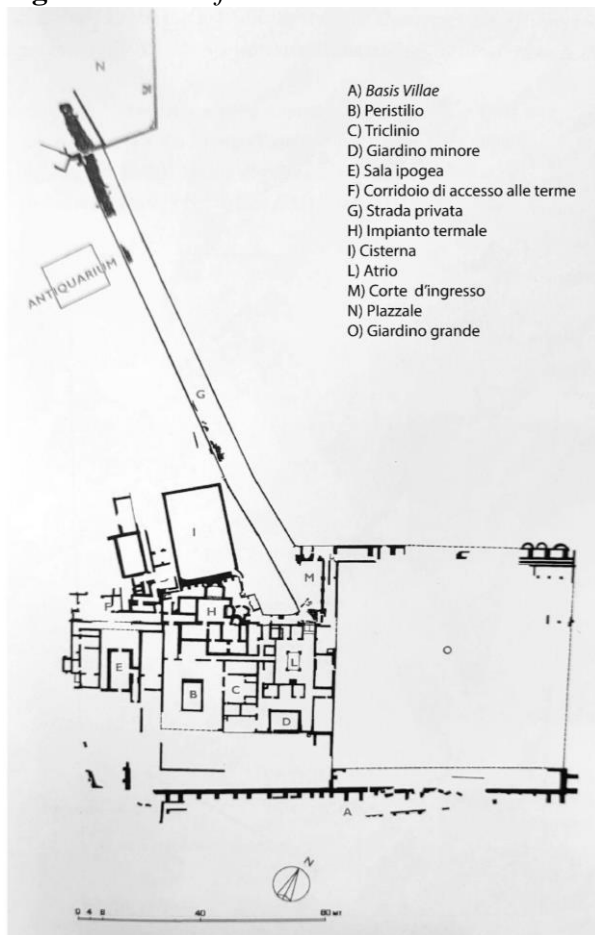 N
A) Basis Villae
B) Peristilio
C) Triclinio
D) Giardino minore
E) Sala ipogea
F) Corridoio di accesso alle terme
G) Strada privata
H) Impianto termale
I) Cisterna
L) Atrio
M) Corte d'ingresso
N) Piazzale
O) Giardino grande
ANTIQUARIUM
G
I
M
F
H
E
L
O
B
C
D
A
N
0 4 8 40 80 MT